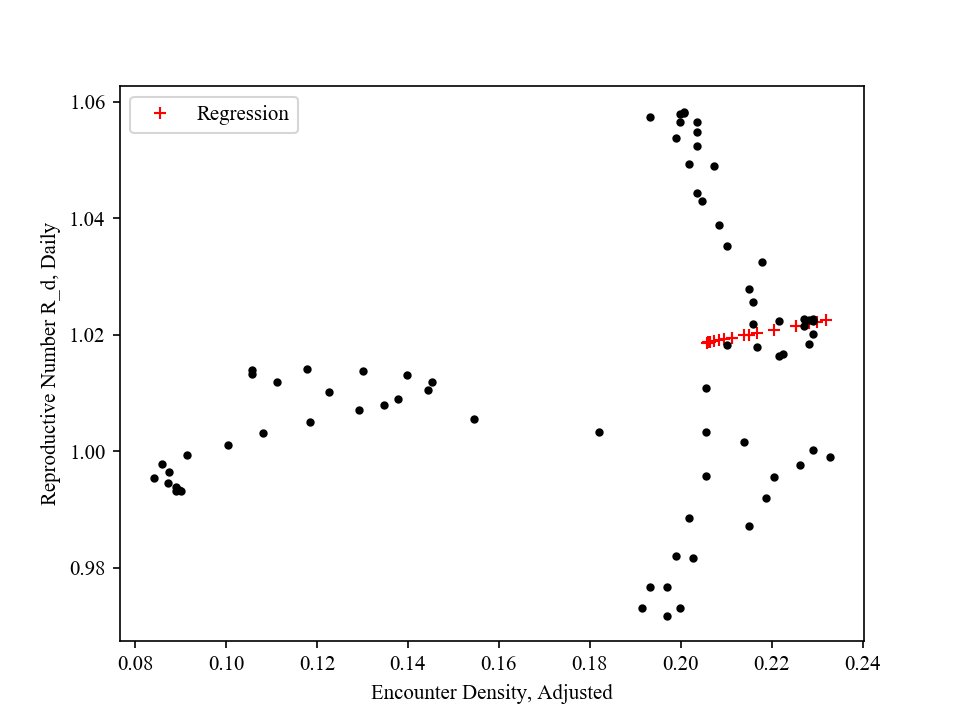 Regression
1.06
1.04
1.02
1.00
0.98
Reproductive Number R_d, Daily
0.08 0.10 0.12 0.14 0.16 0.18 0.20 0.22 0.24
Encounter Density, Adjusted